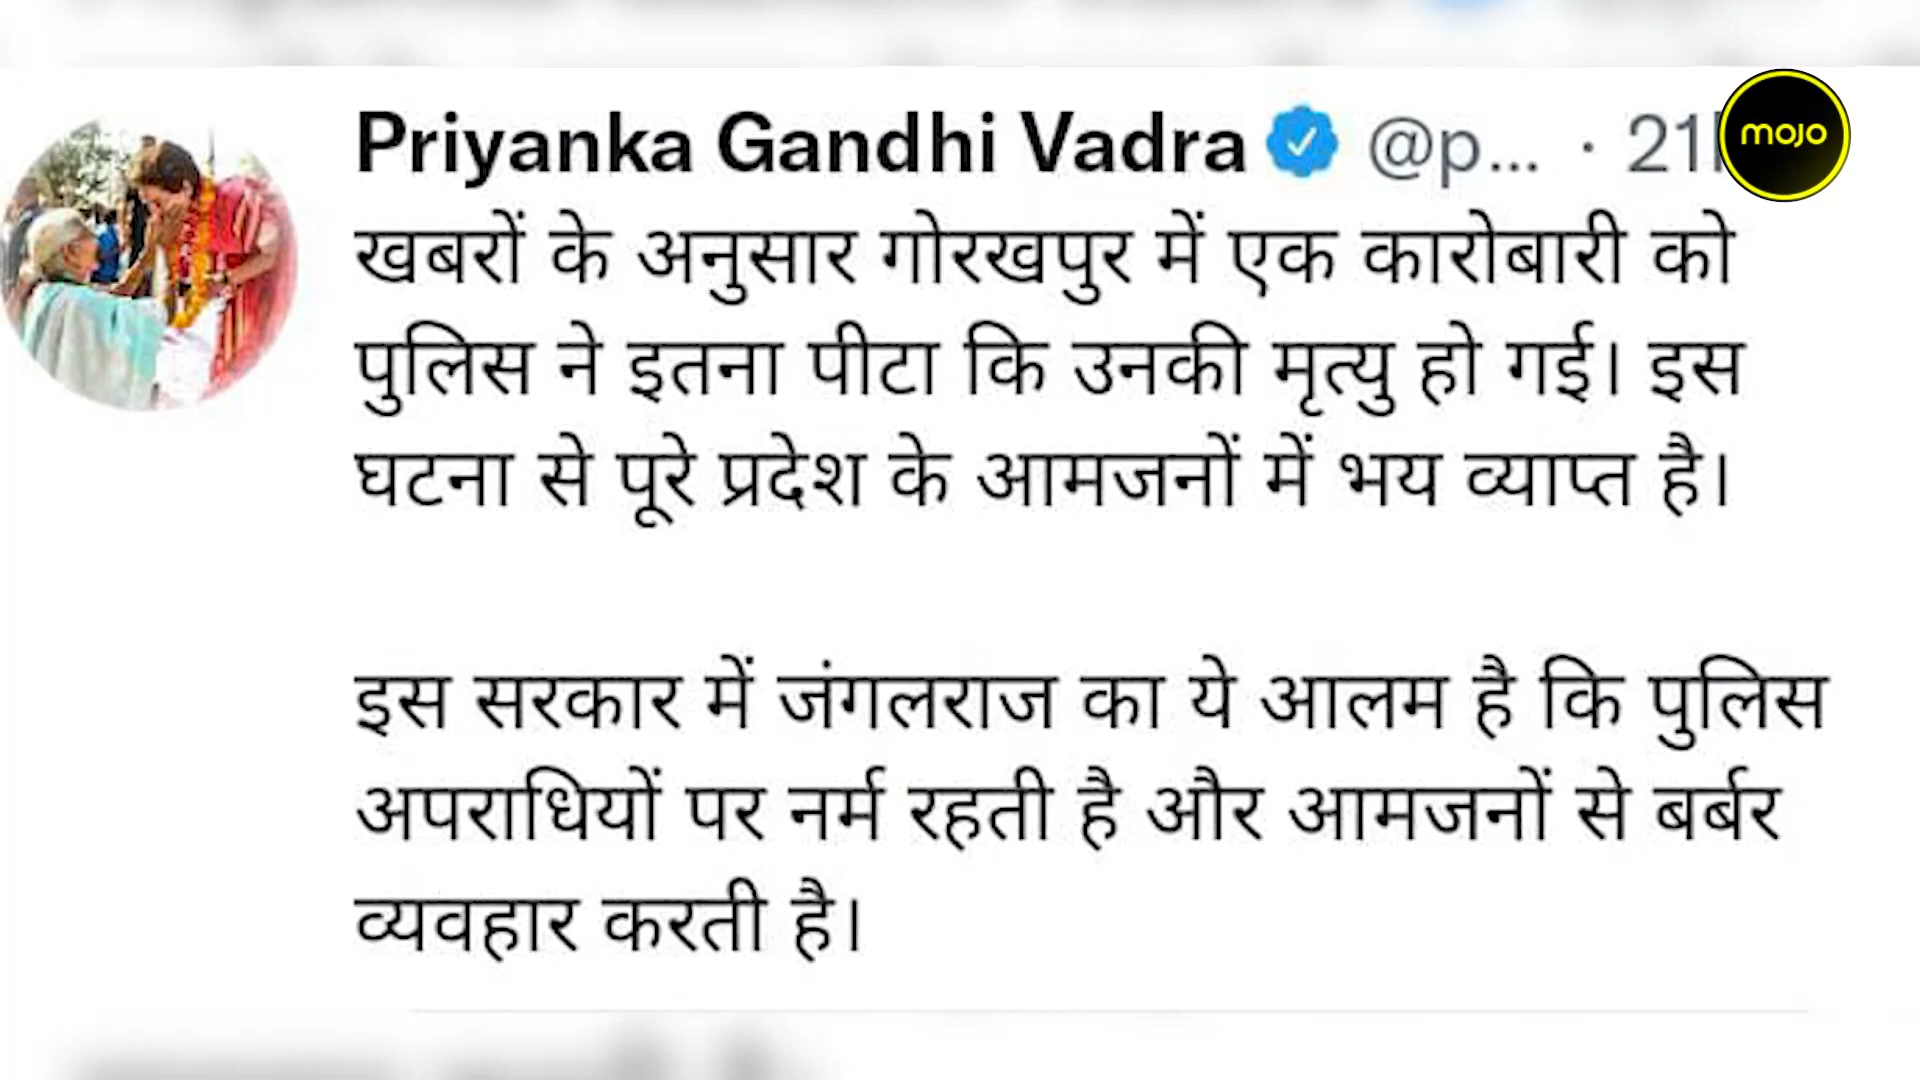 Priyanka Gandhi Vadra @p... · 21
mojo
खबरों के अनुसार गोरखपुर में एक कारोबारी को
पुलिस ने इतना पीटा कि उनकी मृत्यु हो गई। इस
घटना से पूरे प्रदेश के आमजनों में भय व्याप्त है।
इस सरकार में जंगलराज का ये आलम है कि पुलिस
अपराधियों पर नर्म रहती है और आमजनों से बर्बर
व्यवहार करती है।